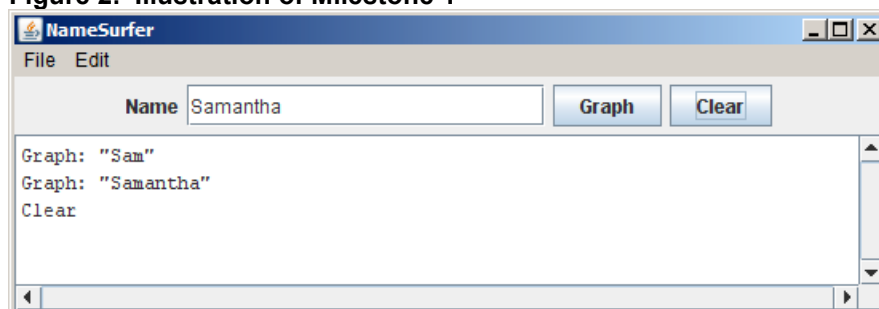 Figure 2. Illustration of Milestone 1
NameSurfer
File Edit
Name Samantha Graph Clear
Graph: "Sam"
Graph: "Samantha"
Clear